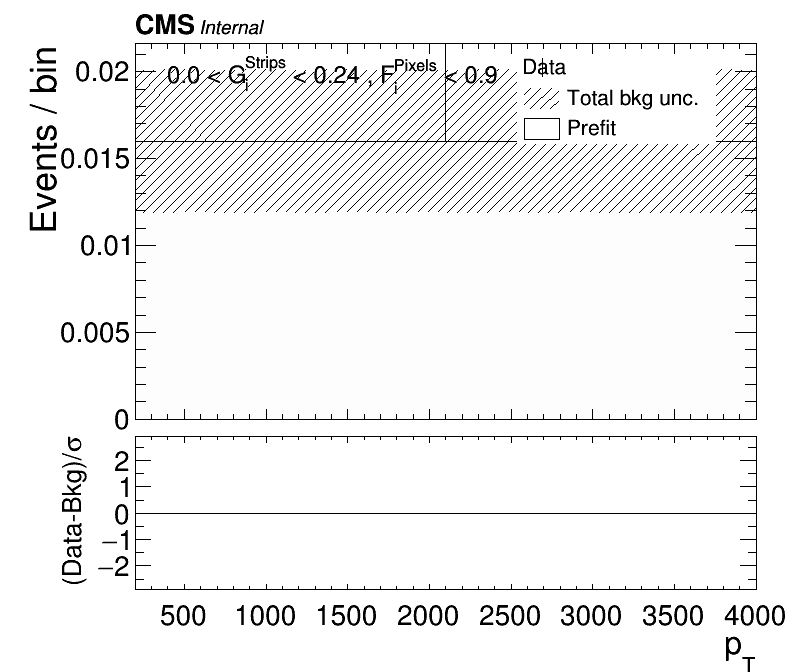 CMS Internal
Events / bin
0.02
0.015
0.01
0.005
0
0.0 < G_i^Strips < 0.24 , F_i^Pixels < 0.9
Data
Total bkg unc.
Prefit
(Data-Bkg)/σ
2
1
0
−1
−2
500 1000 1500 2000 2500 3000 3500 4000
p_T